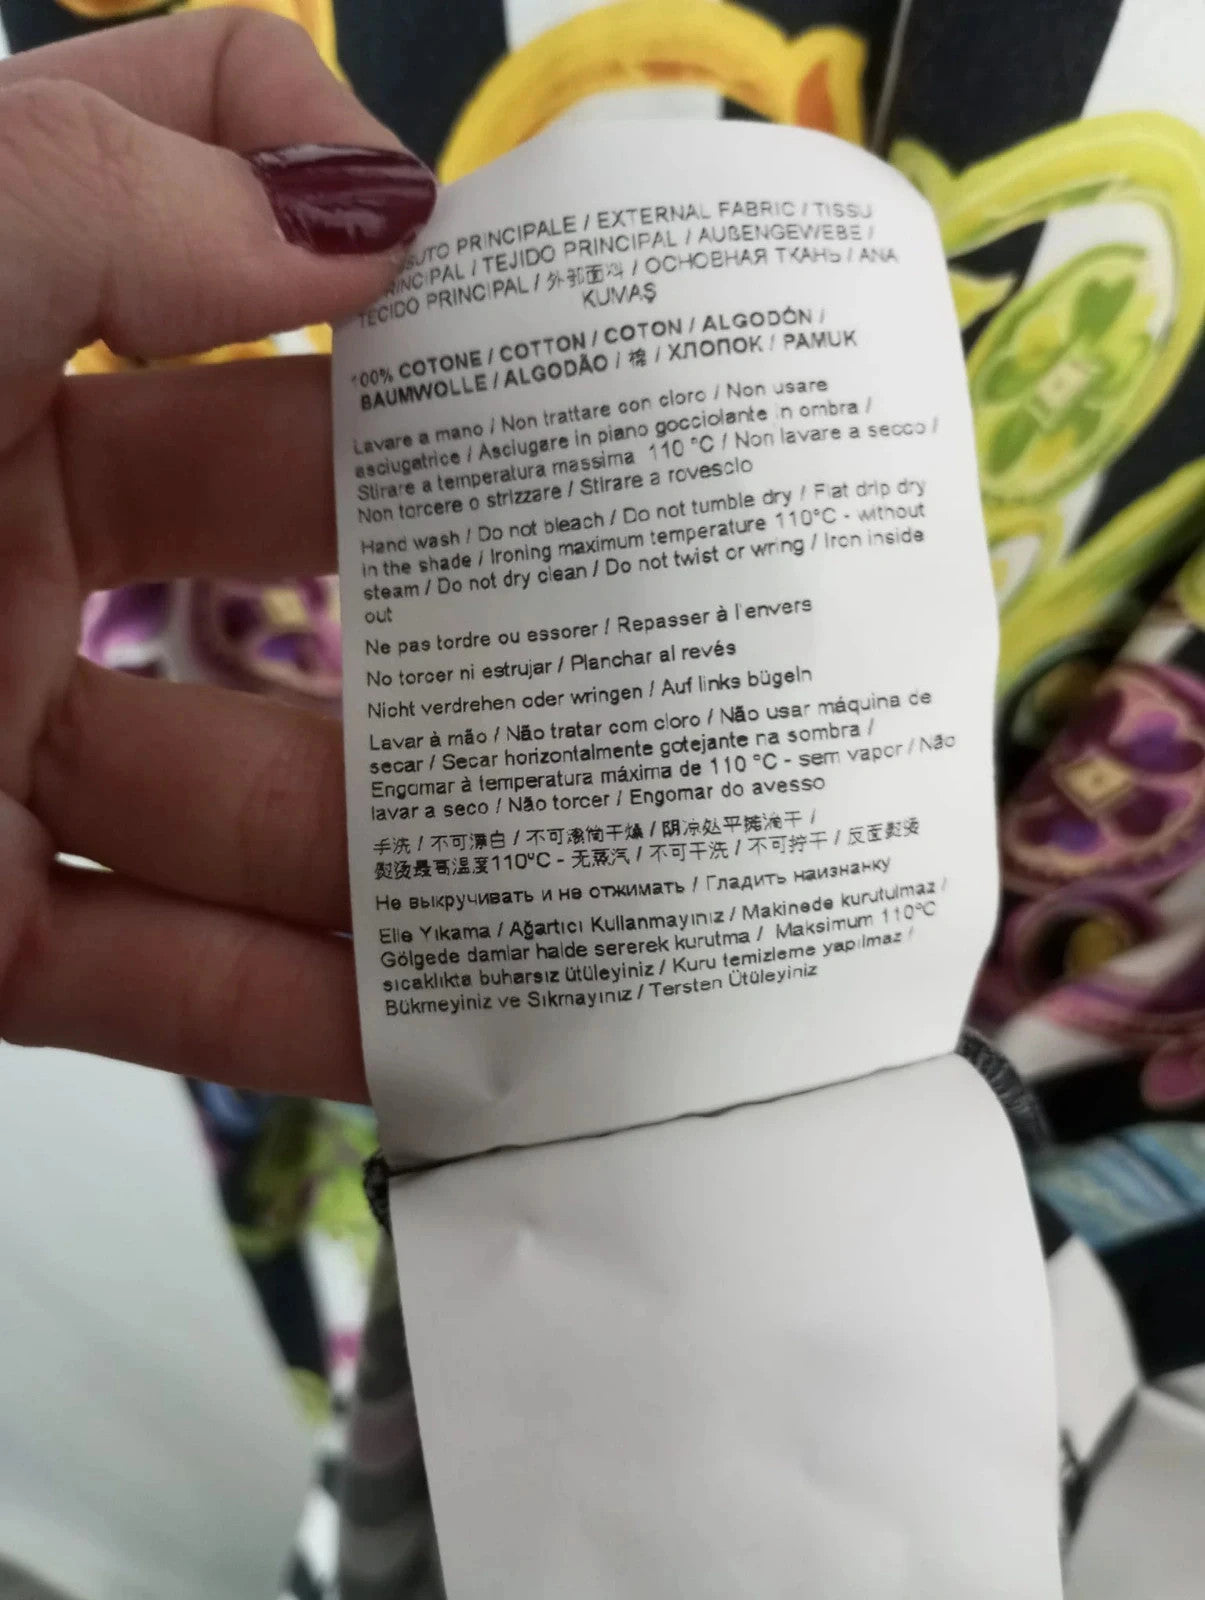 PRINCIPALE / EXTERNAL FABRIC / TISSU
PRINCIPAL / TEJIDO PRINCIPAL / AUßENGEWEBE /
TECIDO PRINCIPAL / 外部面料 / ОСНОВНАЯ ТКАНЬ / ANA
KUMAŞ
100% COTONE / COTTON / COTON / ALGODÓN /
BAUMWOLLE / ALGODÃO / 棉 / ХЛОПОК / PAMUK
Lavare a mano / Non trattare con cloro / Non usare
asciugatrice / Asciugare in piano gocciolante in ombra /
Stirare a temperatura massima 110 °C / Non lavare a secco /
Non torcere o strizzare / Stirare a rovescio
Hand wash / Do not bleach / Do not tumble dry / Flat drip dry
in the shade / Ironing maximum temperature 110°C - without
steam / Do not dry clean / Do not twist or wring / Iron inside
out
Ne pas tordre ou essorer / Repasser à l'envers
No torcer ni estrujar / Planchar al revés
Nicht verdrehen oder wringen / Auf links bügeln
Lavar à mão / Não tratar com cloro / Não usar máquina de
secar / Secar horizontalmente gotejante na sombra /
Engomar à temperatura máxima de 110 °C - sem vapor / Não
lavar a seco / Não torcer / Engomar do avesso
手洗 / 不可漂白 / 不可滚筒干燥 / 阴凉处平摊滴干 /
熨烫最高温度110°C - 无蒸汽 / 不可干洗 / 不可拧干 / 反面熨烫
Не выкручивать и не отжимать / Гладить наизнанку
Elle Yıkama / Ağartıcı Kullanmayınız / Makinede kurutulmaz /
Gölgede damlar halde sererek kurutma / Maksimum 110°C
sıcaklıkta buharsız ütüleyiniz / Kuru temizleme yapılmaz /
Bükmeyiniz ve Sıkmayınız / Tersten Ütüleyiniz